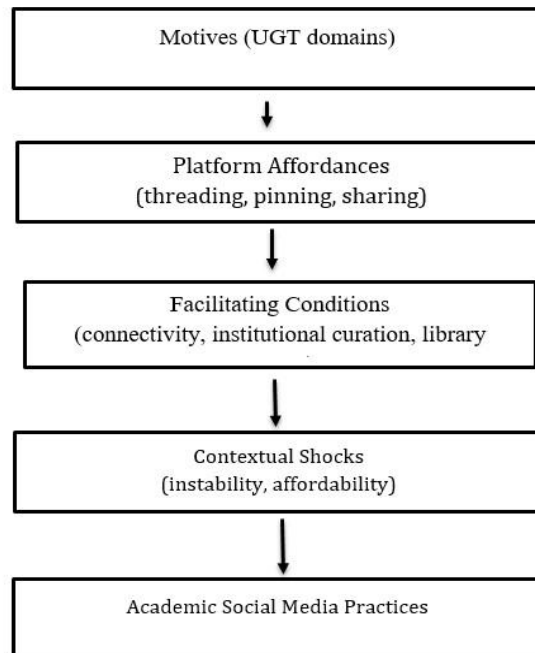 Motives (UGT domains)
Platform Affordances
(threading, pinning, sharing)
Facilitating Conditions
(connectivity, institutional curation, library
Contextual Shocks
(instability, affordability)
Academic Social Media Practices